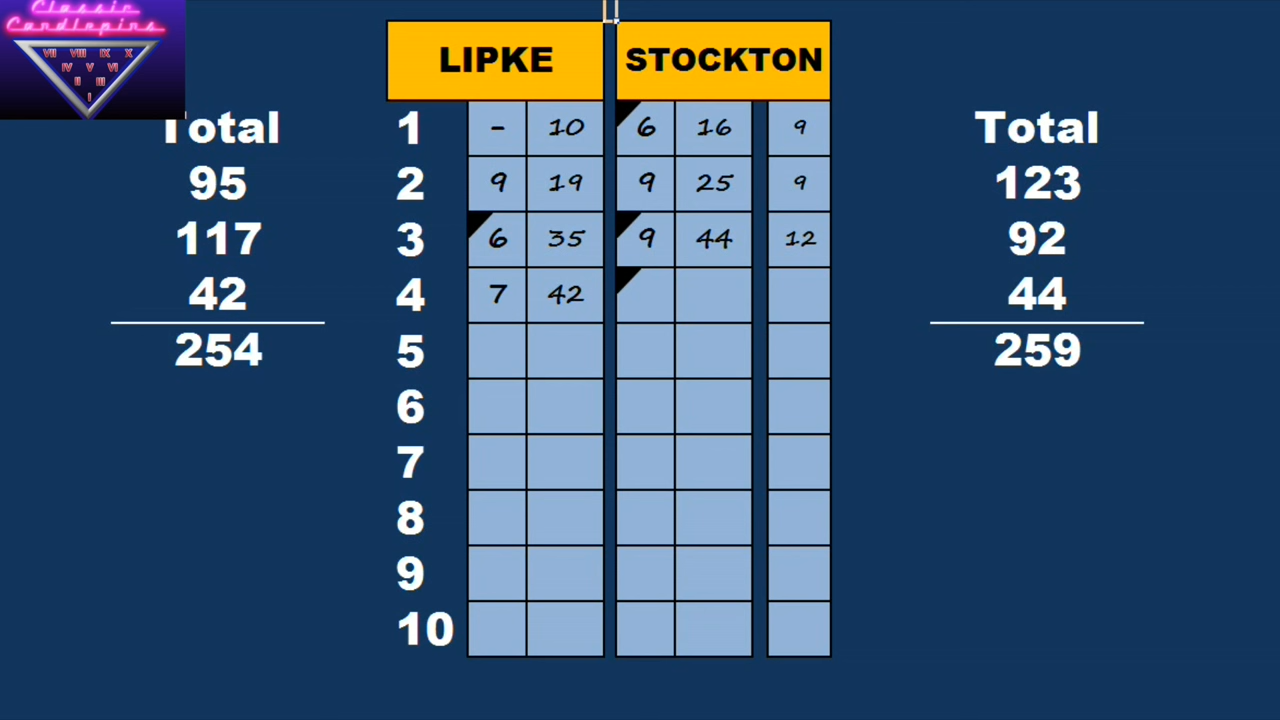 Classic
Candlepins
VII VIII IX X
IV V VI
II III
I
LIPKE STOCKTON
Total 1 - 10 6 16 9 Total
95 2 9 19 9 25 9 123
117 3 6 35 9 44 12 92
42 4 7 42 44
254 5 259
6
7
8
9
10